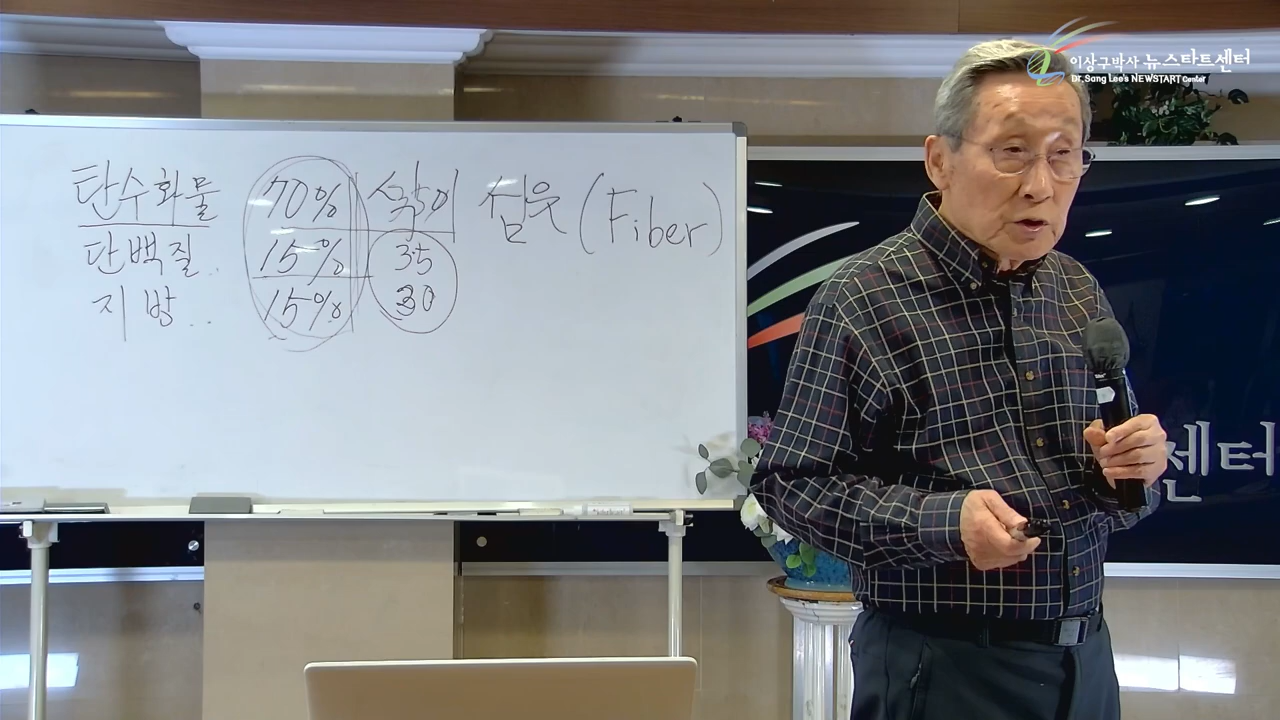 이상구박사 뉴스타트센터
Dr. Sang Lee's NEWSTART Center
탄수화물 70% 섬유 (Fiber)
단백질.. 15% 35
지방.. 15% 30
센터